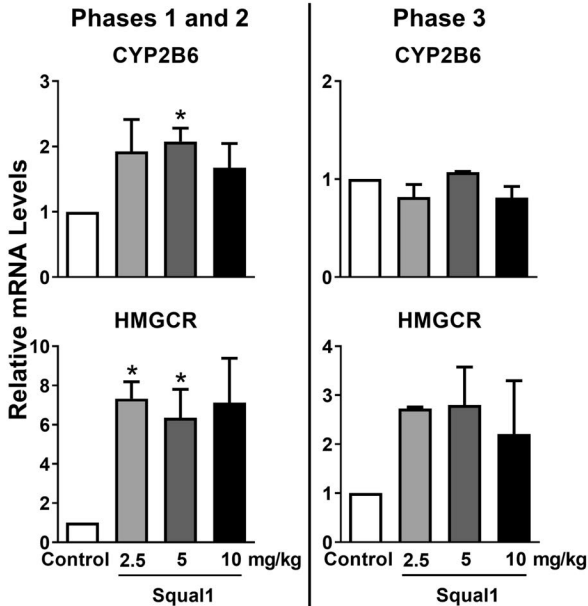 Phases 1 and 2
Phase 3
CYP2B6
CYP2B6
Relative mRNA Levels
3
2
1
0
*
2
1
0
HMGCR
HMGCR
10
8
6
4
2
0
* *
4
3
2
1
0
Control 2.5 5 10 mg/kg
Squal1
Control 2.5 5 10 mg/kg
Squal1